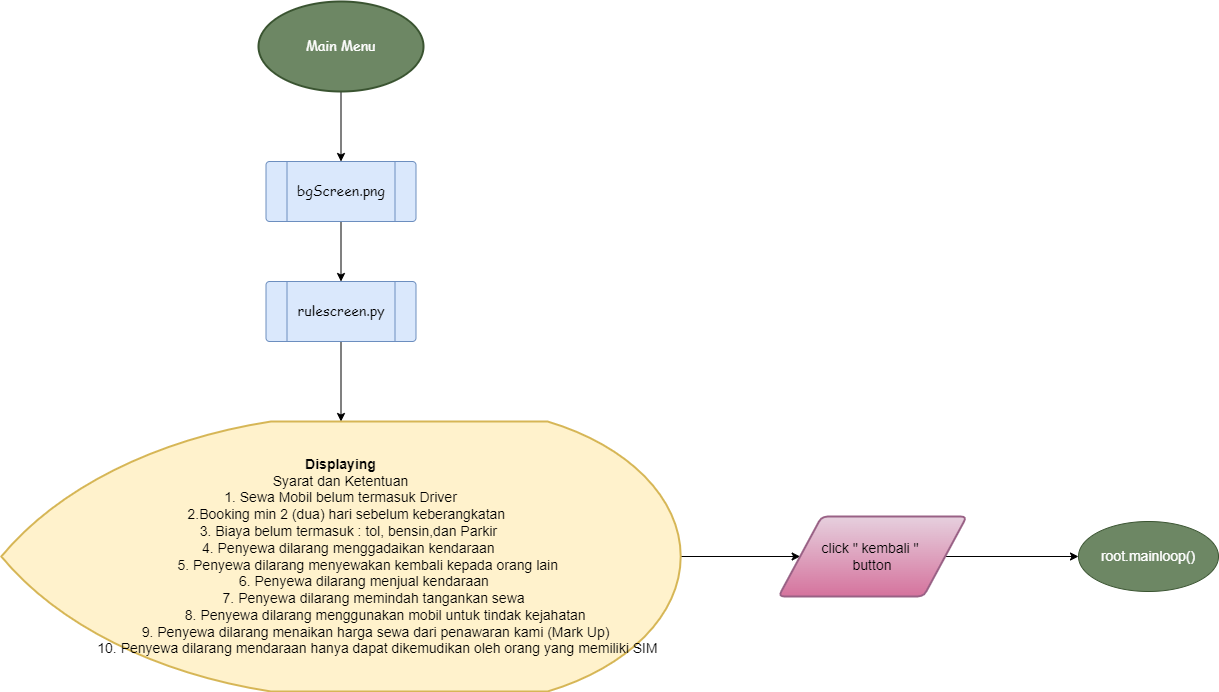 Main Menu
bgScreen.png
rulescreen.py
Displaying
Syarat dan Ketentuan
1. Sewa Mobil belum termasuk Driver
2.Booking min 2 (dua) hari sebelum keberangkatan
3. Biaya belum termasuk : tol, bensin,dan Parkir
4. Penyewa dilarang menggadaikan kendaraan
5. Penyewa dilarang menyewakan kembali kepada orang lain
6. Penyewa dilarang menjual kendaraan
7. Penyewa dilarang memindah tangankan sewa
8. Penyewa dilarang menggunakan mobil untuk tindak kejahatan
9. Penyewa dilarang menaikan harga sewa dari penawaran kami (Mark Up)
10. Penyewa dilarang mendaraan hanya dapat dikemudikan oleh orang yang memiliki SIM
click " kembali "
button
root.mainloop()